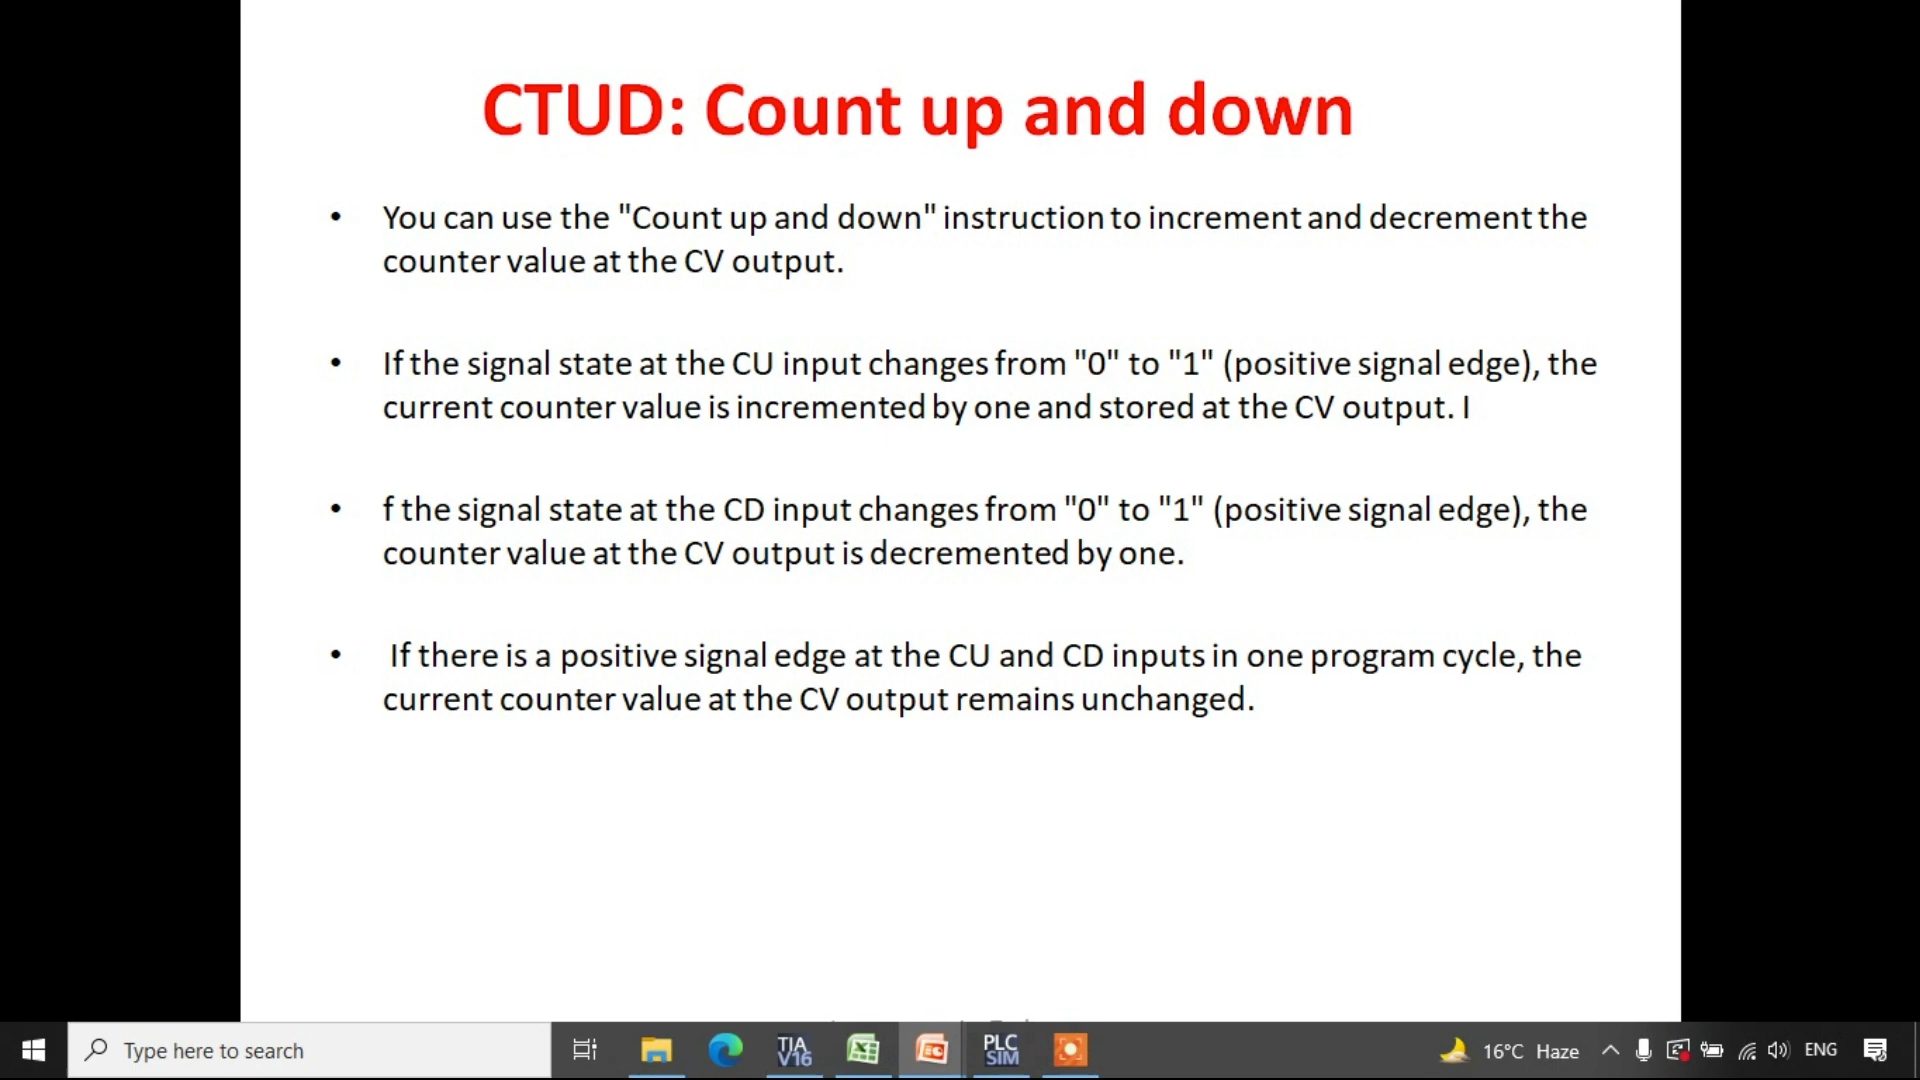 CTUD: Count up and down
• You can use the "Count up and down" instruction to increment and decrement the
counter value at the CV output.
• If the signal state at the CU input changes from "0" to "1" (positive signal edge), the
current counter value is incremented by one and stored at the CV output. I
• f the signal state at the CD input changes from "0" to "1" (positive signal edge), the
counter value at the CV output is decremented by one.
• If there is a positive signal edge at the CU and CD inputs in one program cycle, the
current counter value at the CV output remains unchanged.
Type here to search
TIA
V16
PLC
SIM
16°C Haze
ENG